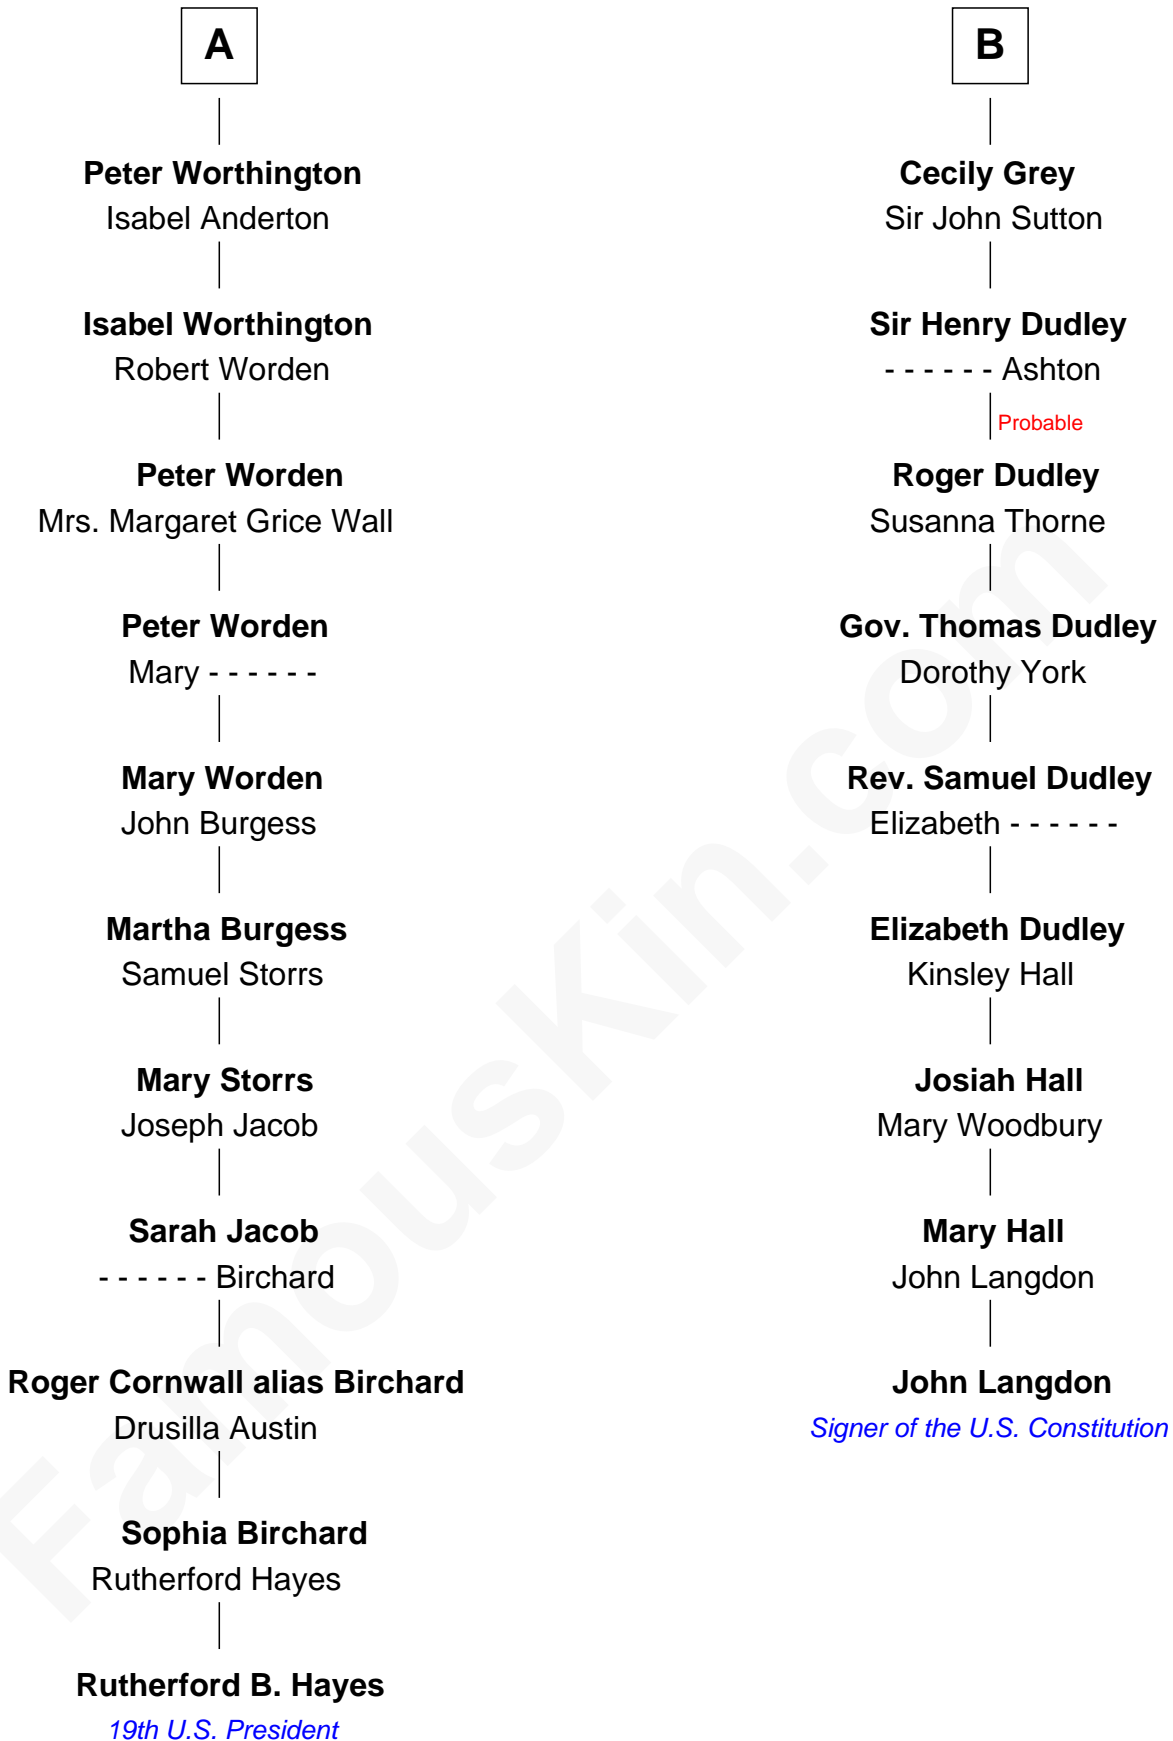 A
Peter Worthington
Isabel Anderton
Isabel Worthington
Robert Worden
Peter Worden
Mrs. Margaret Grice Wall
Peter Worden
Mary - - - - - -
Mary Worden
John Burgess
Martha Burgess
Samuel Storrs
Mary Storrs
Joseph Jacob
Sarah Jacob
- - - - - - Birchard
Roger Cornwall alias Birchard
Drusilla Austin
Sophia Birchard
Rutherford Hayes
Rutherford B. Hayes
19th U.S. President
B
Cecily Grey
Sir John Sutton
Sir Henry Dudley
- - - - - - Ashton
Probable
Roger Dudley
Susanna Thorne
Gov. Thomas Dudley
Dorothy York
Rev. Samuel Dudley
Elizabeth - - - - - -
Elizabeth Dudley
Kinsley Hall
Josiah Hall
Mary Woodbury
Mary Hall
John Langdon
John Langdon
Signer of the U.S. Constitution
FamousKin.com